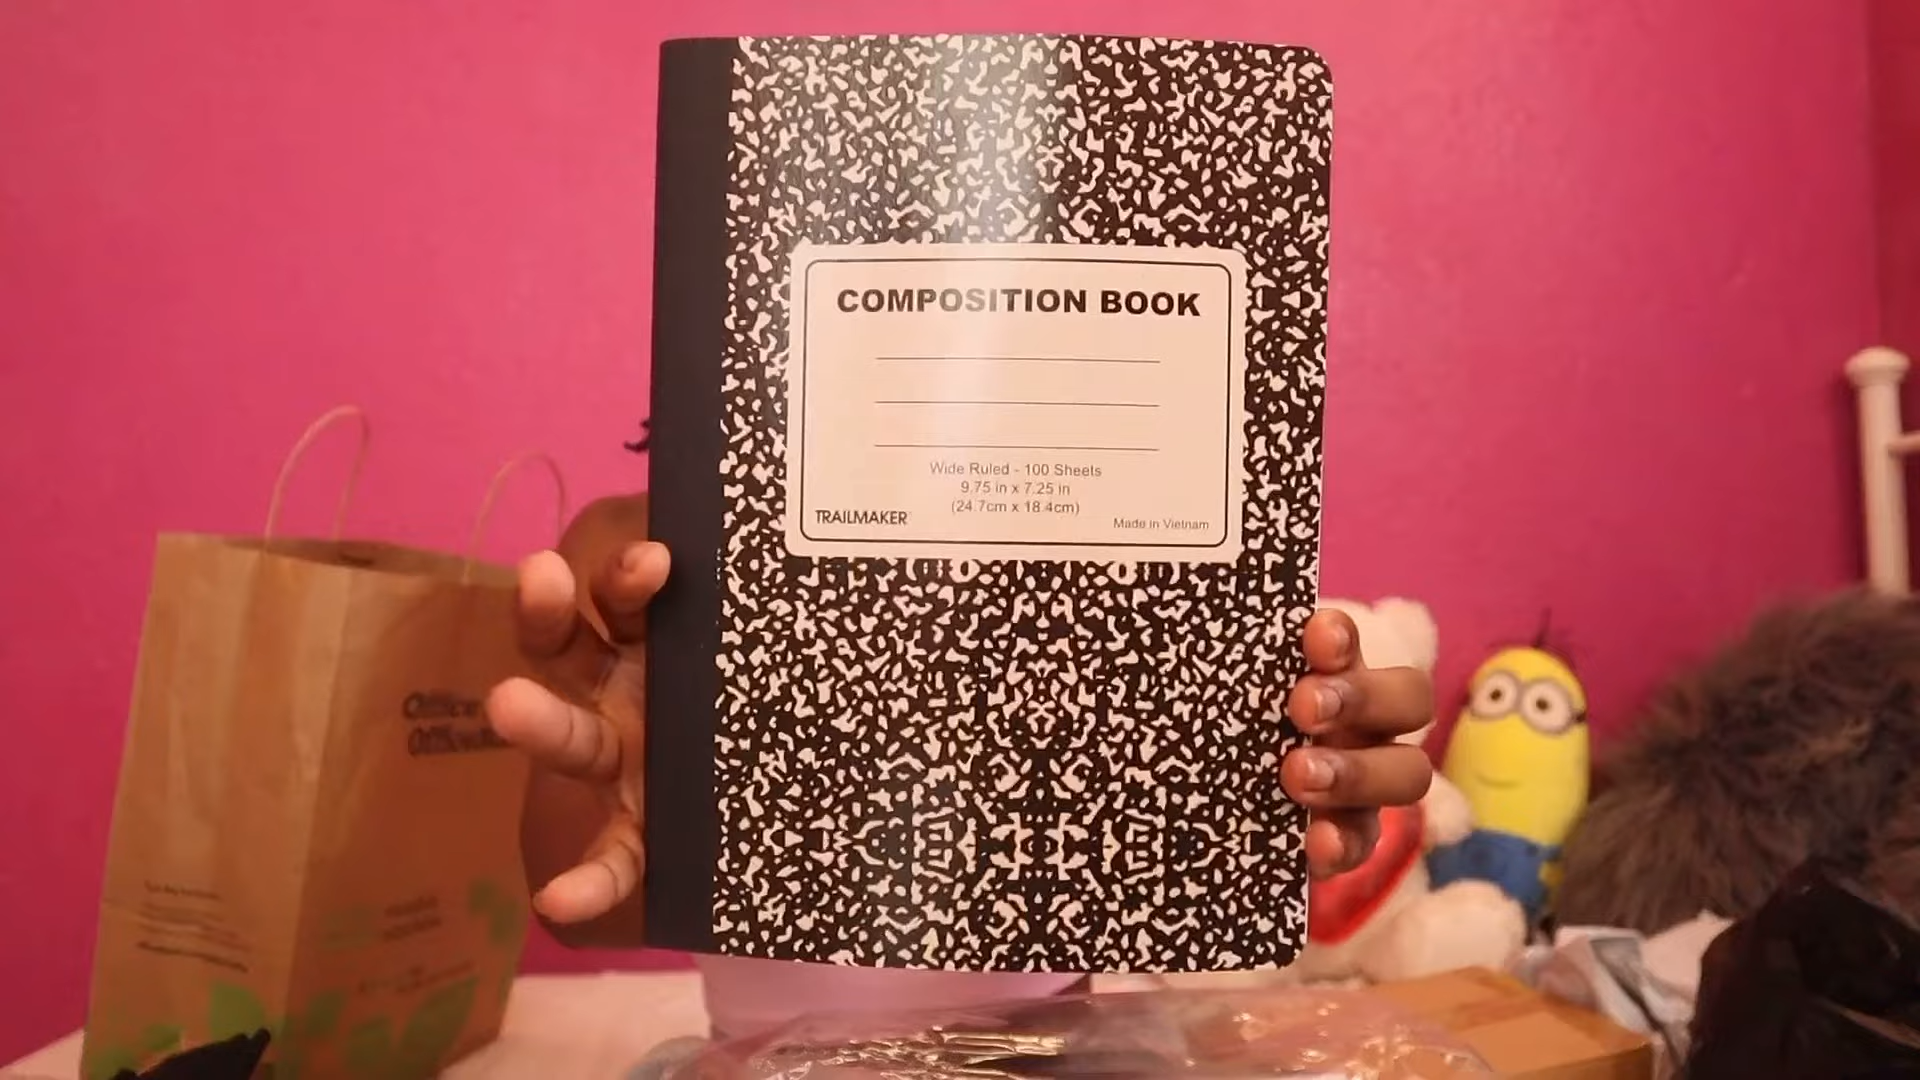 COMPOSITION BOOK
Wide Ruled - 100 Sheets
9.75 in x 7.25 in
(24.7cm x 18.4cm)
TRAILMAKER
Made in Vietnam
Office